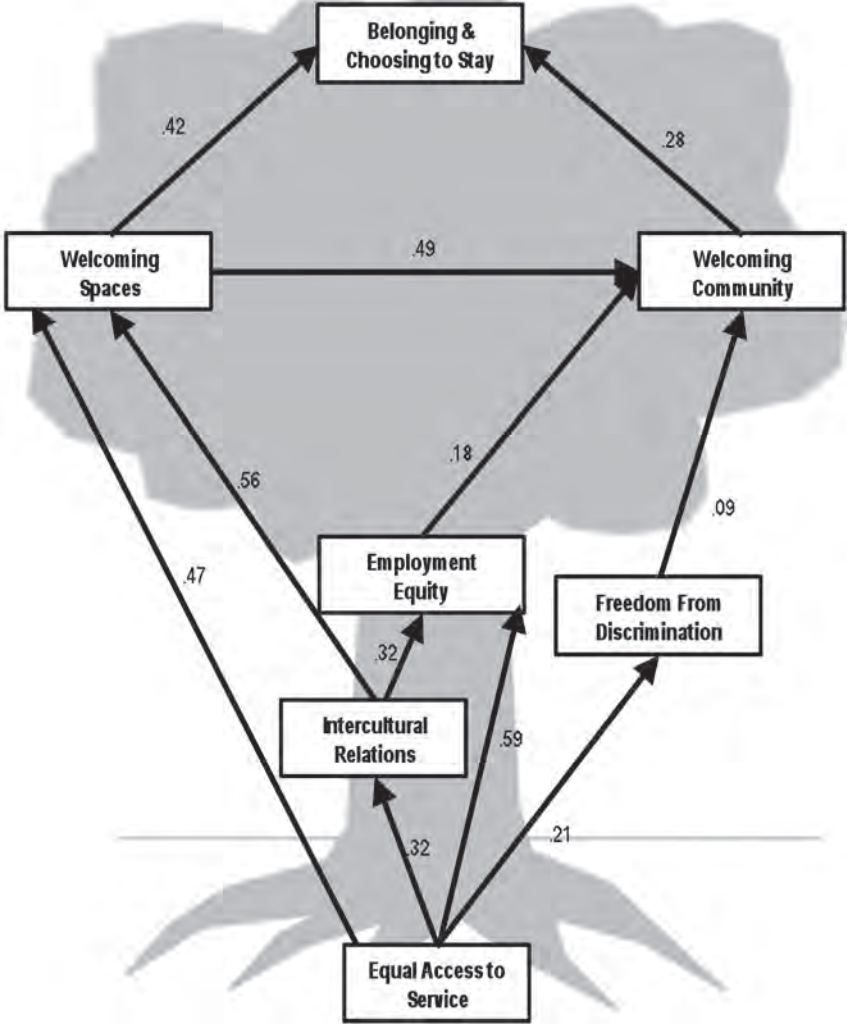 Belonging &
Choosing to Stay
.42
.28
Welcoming
Spaces
.49
Welcoming
Community
.18
.56
.09
Employment
Equity
.47
Freedom From
Discrimination
.32
Intercultural
Relations
.59
.32
.21
Equal Access to
Service